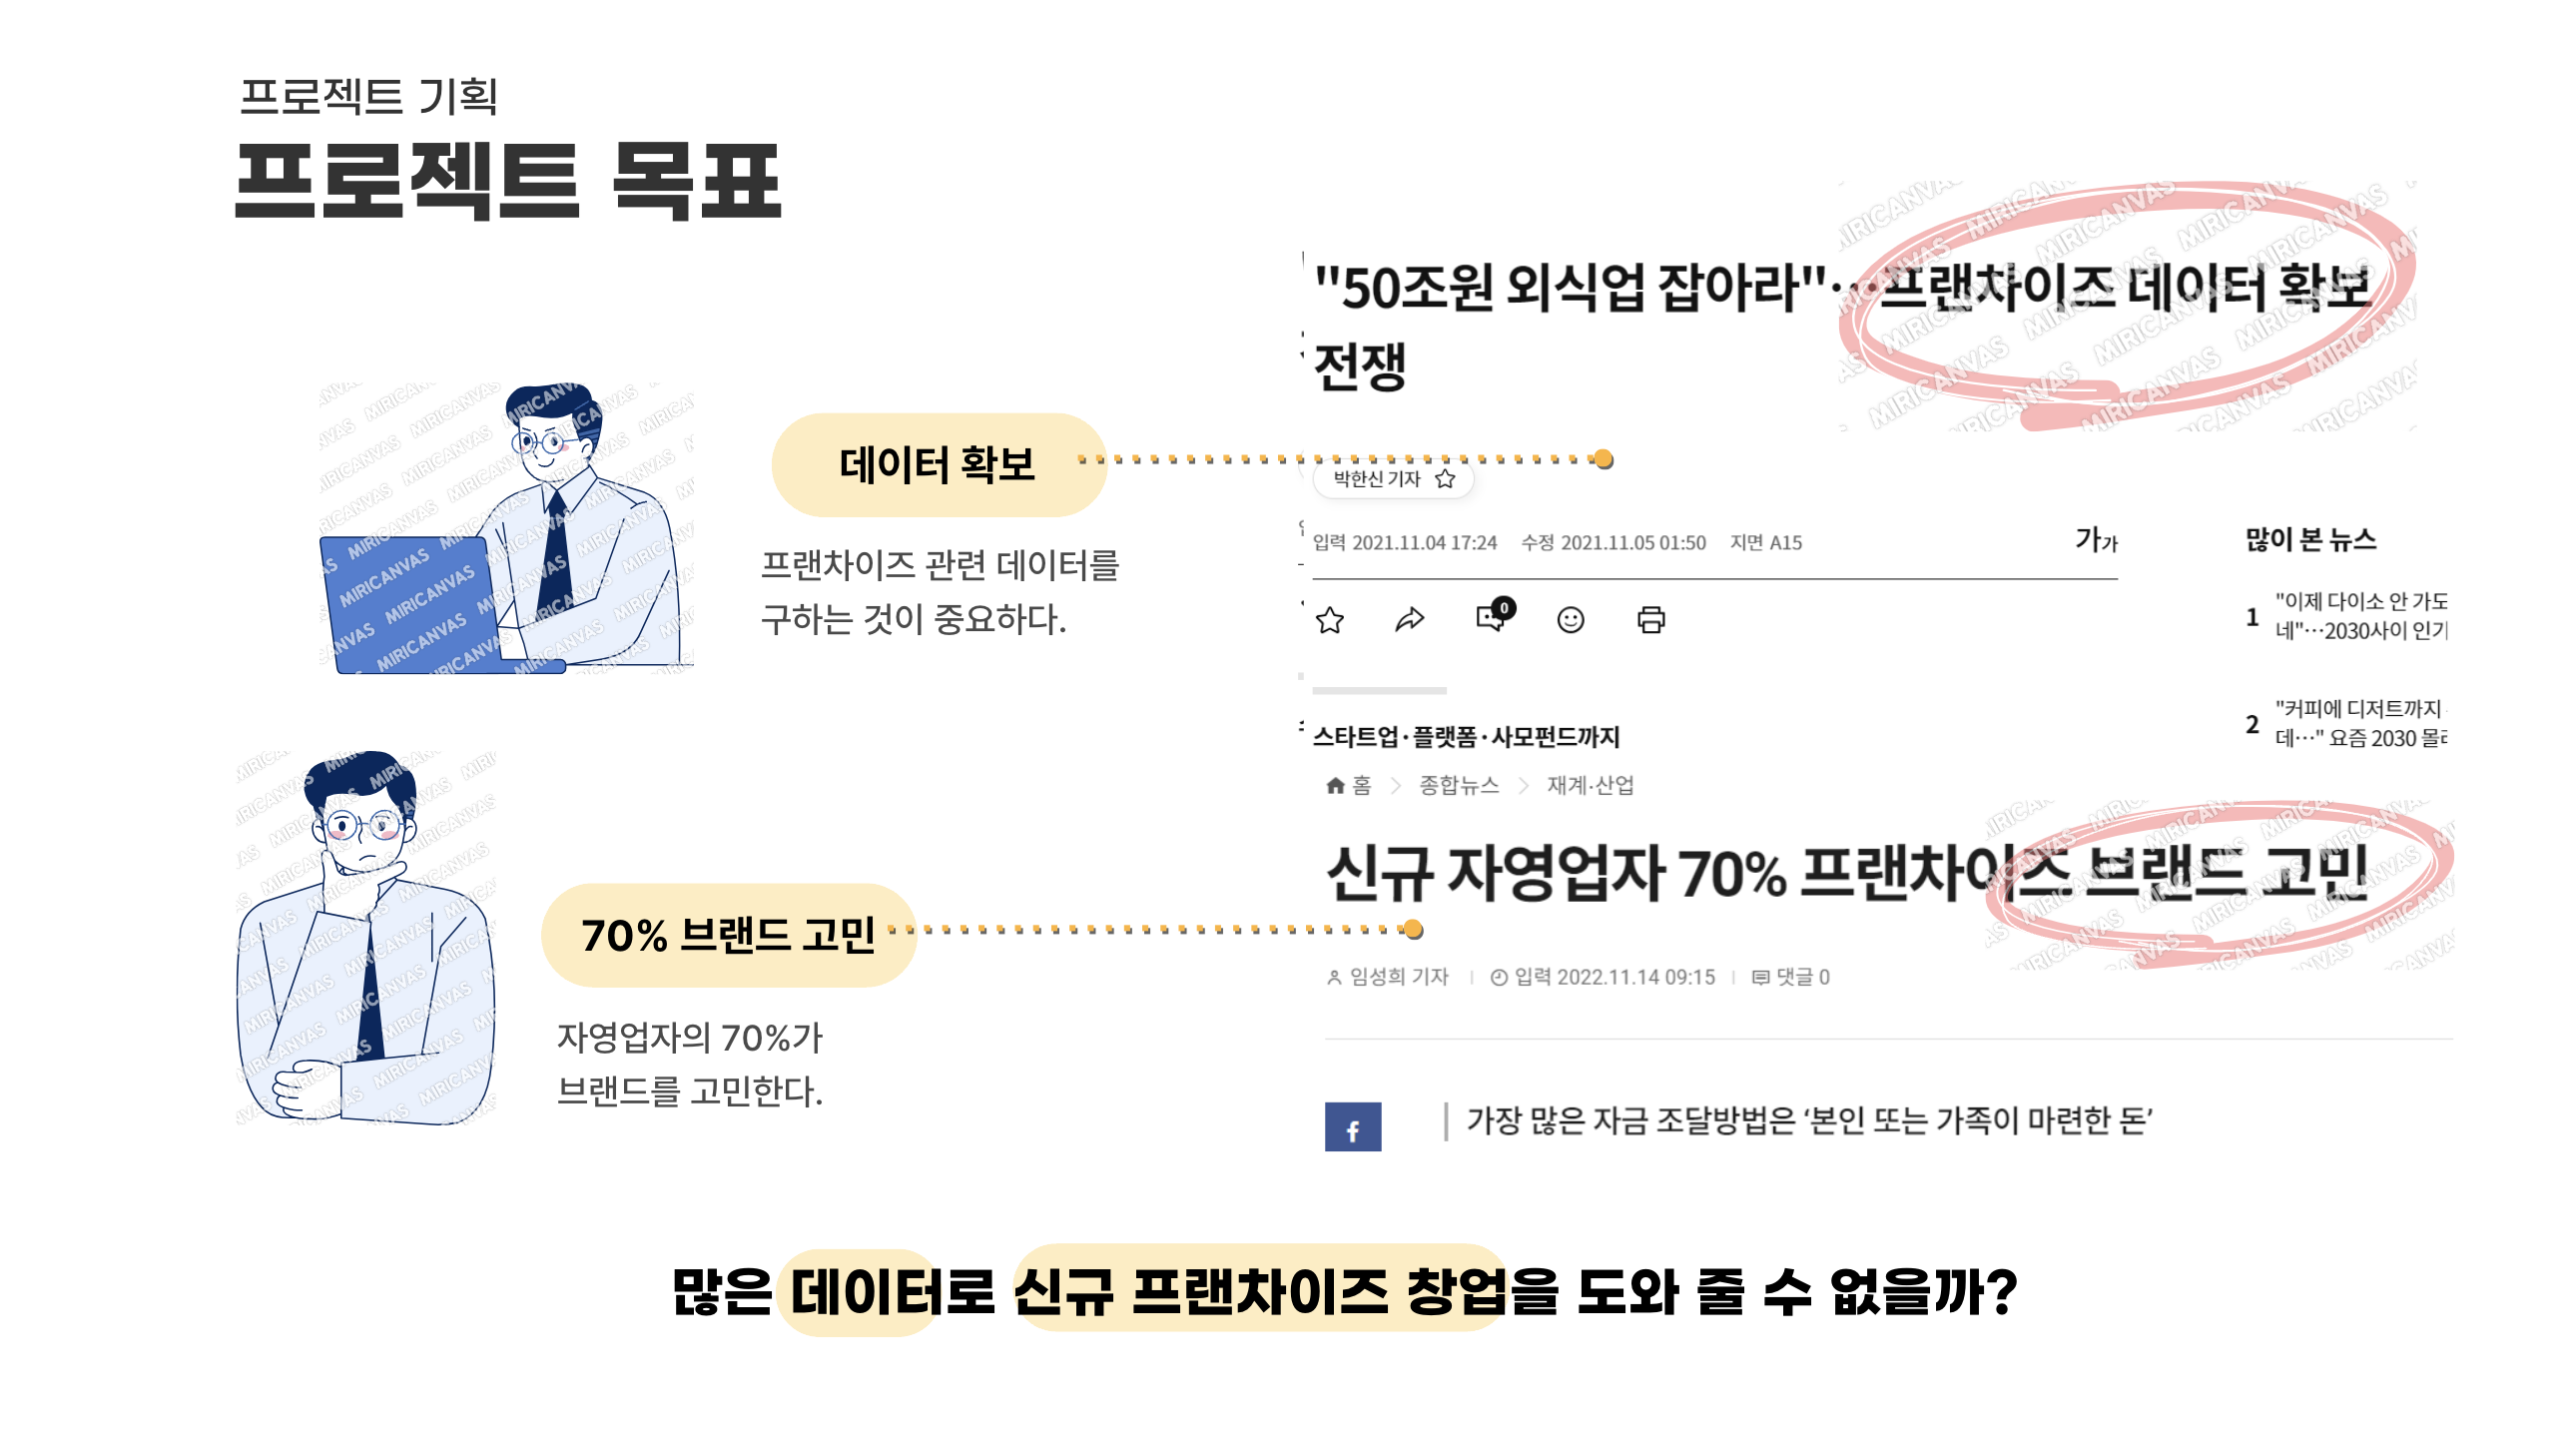 프로젝트 기획
프로젝트 목표
데이터 확보
프랜차이즈 관련 데이터를
구하는 것이 중요하다.
70% 브랜드 고민
자영업자의 70%가
브랜드를 고민한다.
"50조원 외식업 잡아라"…프랜차이즈 데이터 확보
전쟁
박한신 기자
입력 2021.11.04 17:24 수정 2021.11.05 01:50 지면 A15
가가
0
스타트업·플랫폼·사모펀드까지
많이 본 뉴스
1 "이제 다이소 안 가도
네"…2030사이 인기
2 "커피에 디저트까지
데…" 요즘 2030
홈 > 종합뉴스 > 재계·산업
신규 자영업자 70% 프랜차이즈 브랜드 고민
임성희 기자 | 입력 2022.11.14 09:15 | 댓글 0
f
가장 많은 자금 조달방법은 ‘본인 또는 가족이 마련한 돈’
많은 데이터로 신규 프랜차이즈 창업을 도와 줄 수 없을까?
MIRICANVAS